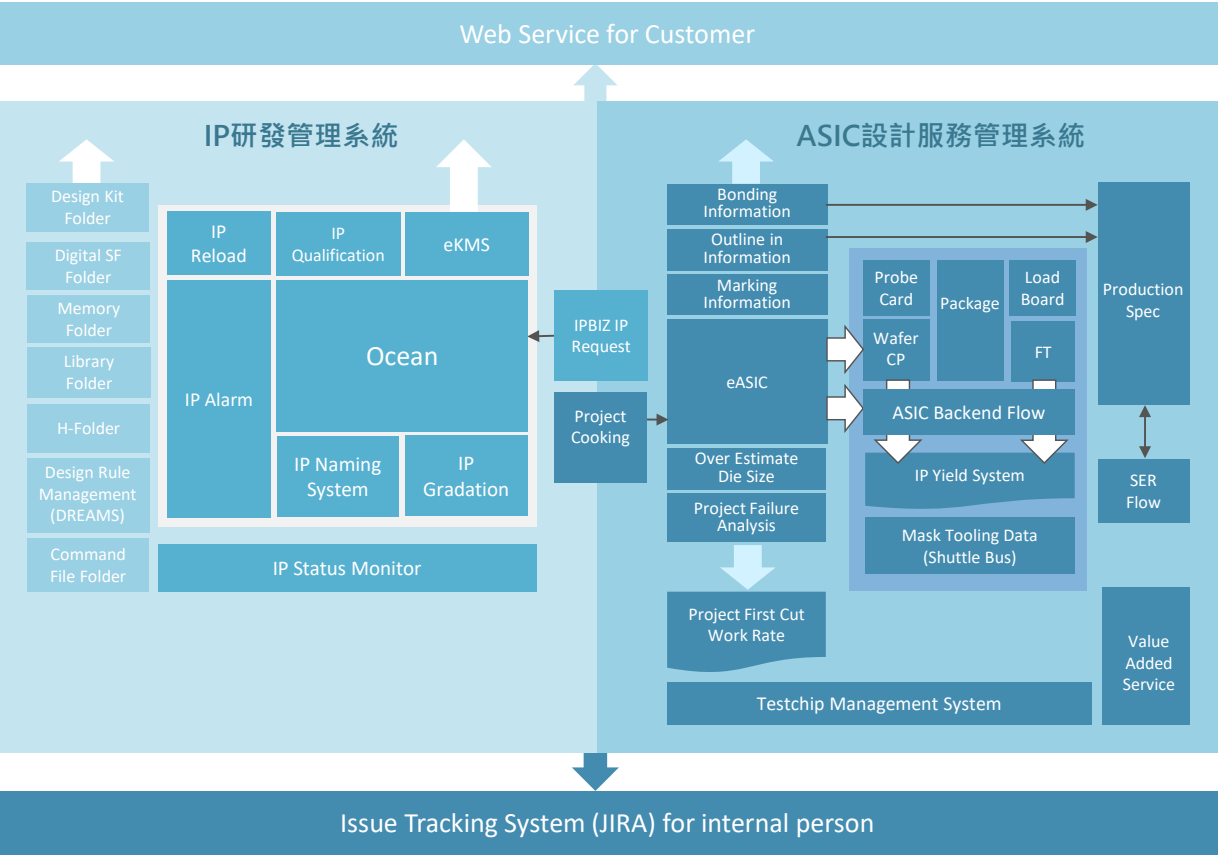 Web Service for Customer
IP研發管理系統
Design Kit
Folder
Digital SF
Folder
Memory
Folder
Library
Folder
H-Folder
Design Rule
Management
(DREAMS)
Command
File Folder
IP
Reload
IP
Qualification
eKMS
IP Alarm
Ocean
IP Naming
System
IP
Gradation
IP Status Monitor
IPBIZ IP
Request
Project
Cooking
ASIC設計服務管理系統
Bonding
Information
Outline in
Information
Marking
Information
eASIC
Over Estimate
Die Size
Project Failure
Analysis
Project First Cut
Work Rate
Probe
Card
Package
Load
Board
Wafer
CP
FT
ASIC Backend Flow
IP Yield System
Mask Tooling Data
(Shuttle Bus)
Production
Spec
SER
Flow
Value
Added
Service
Testchip Management System
Issue Tracking System (JIRA) for internal person